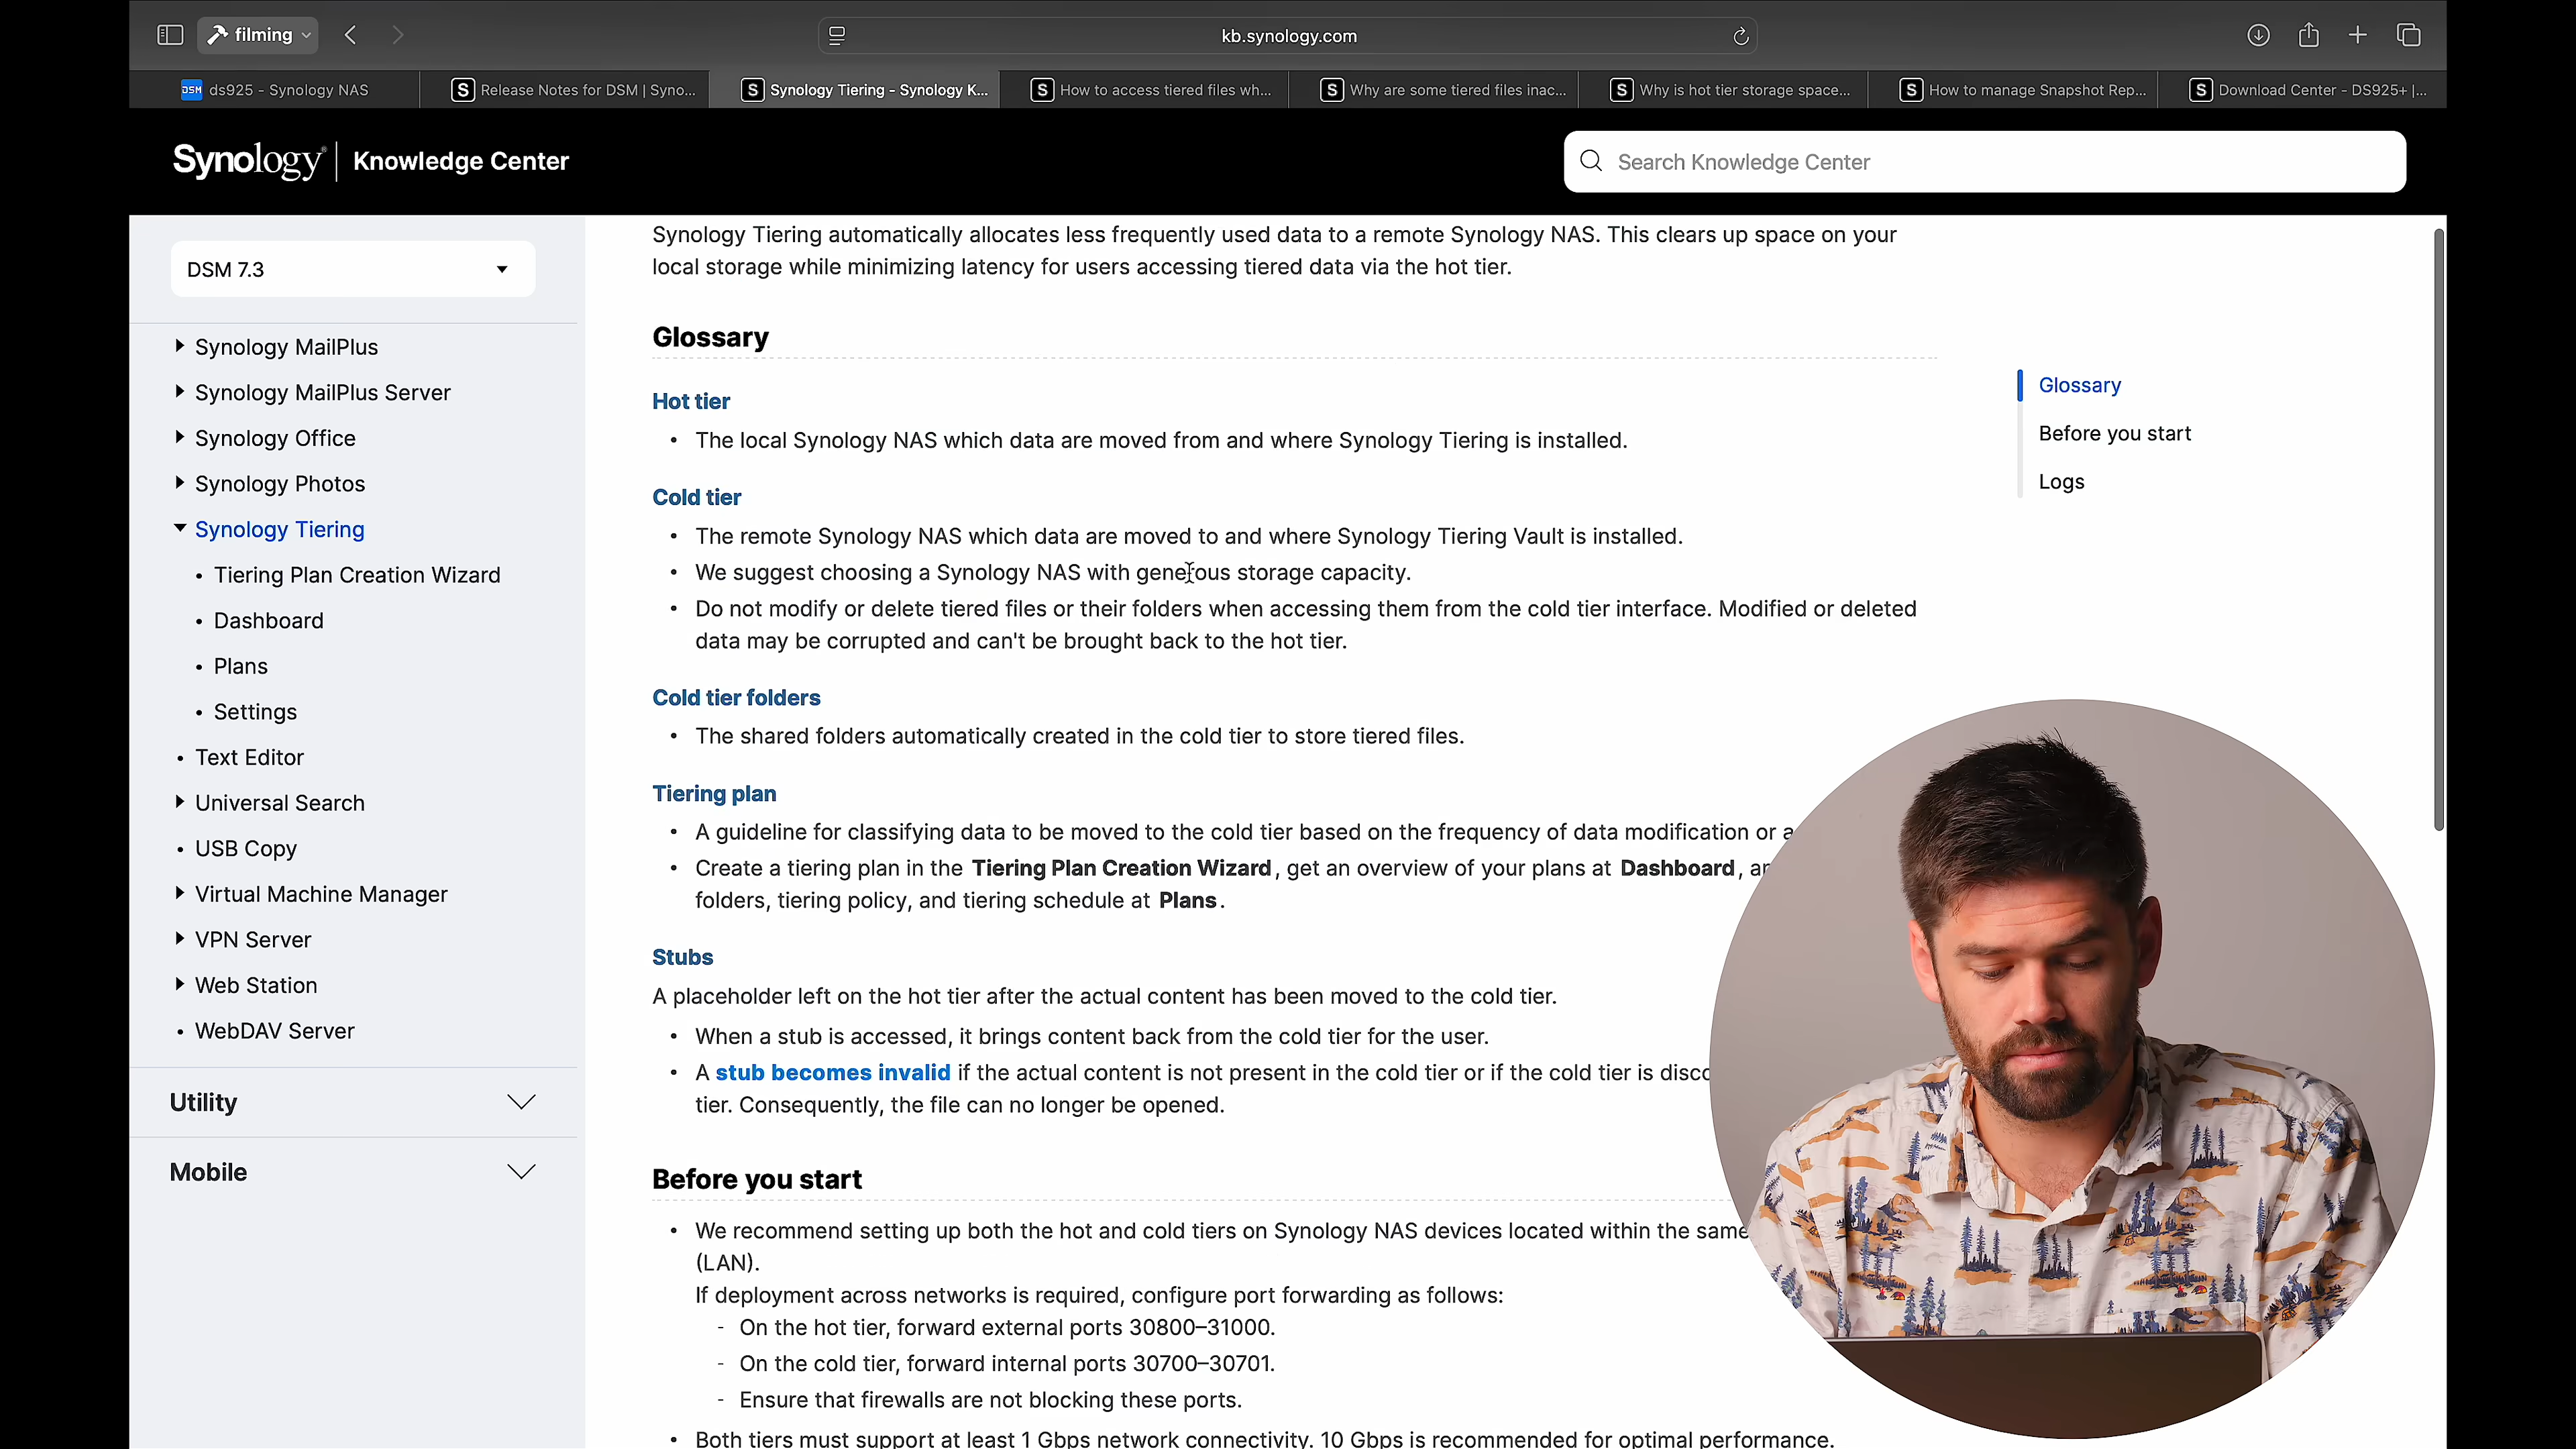 filming
kb.synology.com
DSM ds925 - Synology NAS
S Release Notes for DSM | Syno...
S Synology Tiering - Synology K...
S How to access tiered files wh...
S Why are some tiered files inac...
S Why is hot tier storage space...
S How to manage Snapshot Rep...
S Download Center - DS925+ |...
Synology® | Knowledge Center
Search Knowledge Center
DSM 7.3
Synology MailPlus
Synology MailPlus Server
Synology Office
Synology Photos
Synology Tiering
• Tiering Plan Creation Wizard
• Dashboard
• Plans
• Settings
• Text Editor
Universal Search
• USB Copy
Virtual Machine Manager
VPN Server
Web Station
• WebDAV Server
Utility
Mobile
Synology Tiering automatically allocates less frequently used data to a remote Synology NAS. This clears up space on your
local storage while minimizing latency for users accessing tiered data via the hot tier.
Glossary
Hot tier
• The local Synology NAS which data are moved from and where Synology Tiering is installed.
Cold tier
• The remote Synology NAS which data are moved to and where Synology Tiering Vault is installed.
• We suggest choosing a Synology NAS with generous storage capacity.
• Do not modify or delete tiered files or their folders when accessing them from the cold tier interface. Modified or deleted
data may be corrupted and can't be brought back to the hot tier.
Cold tier folders
• The shared folders automatically created in the cold tier to store tiered files.
Tiering plan
• A guideline for classifying data to be moved to the cold tier based on the frequency of data modification or
• Create a tiering plan in the Tiering Plan Creation Wizard, get an overview of your plans at Dashboard,
folders, tiering policy, and tiering schedule at Plans.
Stubs
A placeholder left on the hot tier after the actual content has been moved to the cold tier.
• When a stub is accessed, it brings content back from the cold tier for the user.
• A stub becomes invalid if the actual content is not present in the cold tier or if the cold tier is
tier. Consequently, the file can no longer be opened.
Before you start
• We recommend setting up both the hot and cold tiers on Synology NAS devices located within the same
(LAN).
If deployment across networks is required, configure port forwarding as follows:
- On the hot tier, forward external ports 30800–31000.
- On the cold tier, forward internal ports 30700–30701.
- Ensure that firewalls are not blocking these ports.
• Both tiers must support at least 1 Gbps network connectivity. 10 Gbps is recommended for optimal performance.
Glossary
Before you start
Logs